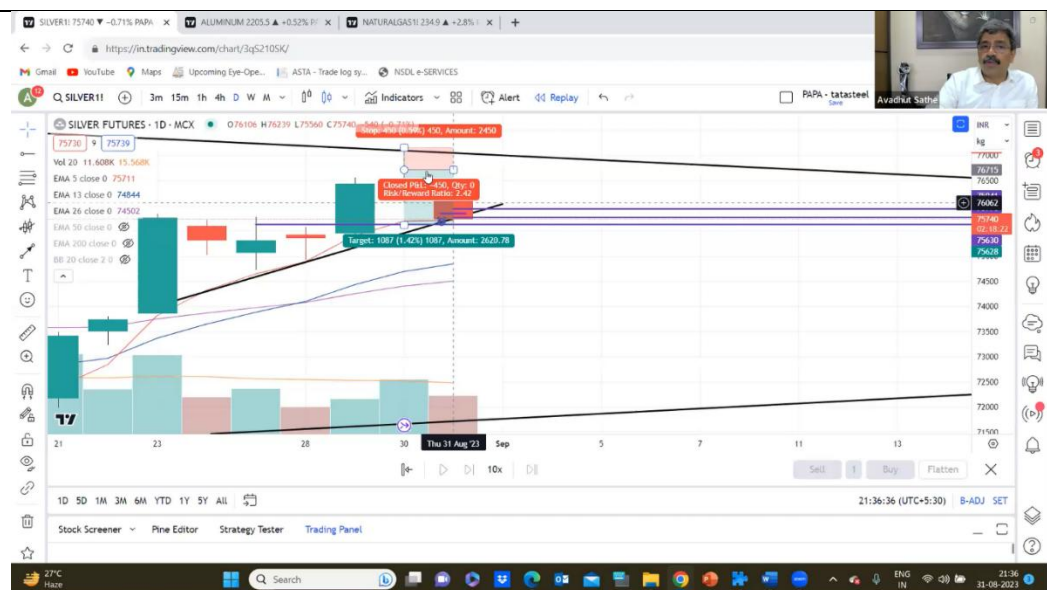 SILVER1!: 75740 ▼ -0.71% PAPA
ALUMINUM 2205.5 ▲ +0.52%
NATURALGAS1! 234.9 ▲ +2.8%
https://in.tradingview.com/chart/3qS210SK/
Gmail
YouTube
Maps
Upcoming Eye-Ope...
ASTA - Trade log sy...
NSDL e-SERVICES
A
SILVER1!
3m 15m 1h 4h D W M
Indicators
Alert
Replay
PAPA - tatasteel
Save
Avadhut Sathe
SILVER FUTURES · 1D · MCX
O76106 H76239 L75560 C75740 -540 (-0.71%)
Stop: 450 (0.59%) 450, Amount: 2450
INR
kg
75730 9 75739
Vol 20 11.608K 15.568K
EMA 5 close 0 75711
EMA 13 close 0 74844
EMA 26 close 0 74502
EMA 50 close 0
EMA 200 close 0
BB 20 close 2 0
Closed P&L: -450, Qty: 0
Risk/Reward Ratio: 2.42
Target: 1087 (1.42%) 1087, Amount: 2620.78
77000
76715
76500
76062
75740
02:18:22
75630
75628
74500
74000
73500
73000
72500
72000
71500
21 23 28 30 Thu 31 Aug '23 Sep 5 7 11 13
10x
Sell 1 Buy Flatten
1D 5D 1M 3M 6M YTD 1Y 5Y All
21:36:36 (UTC+5:30) B-ADJ SET
Stock Screener Pine Editor Strategy Tester Trading Panel
27°C
Haze
Search
ENG
IN
21:36
31-08-2023